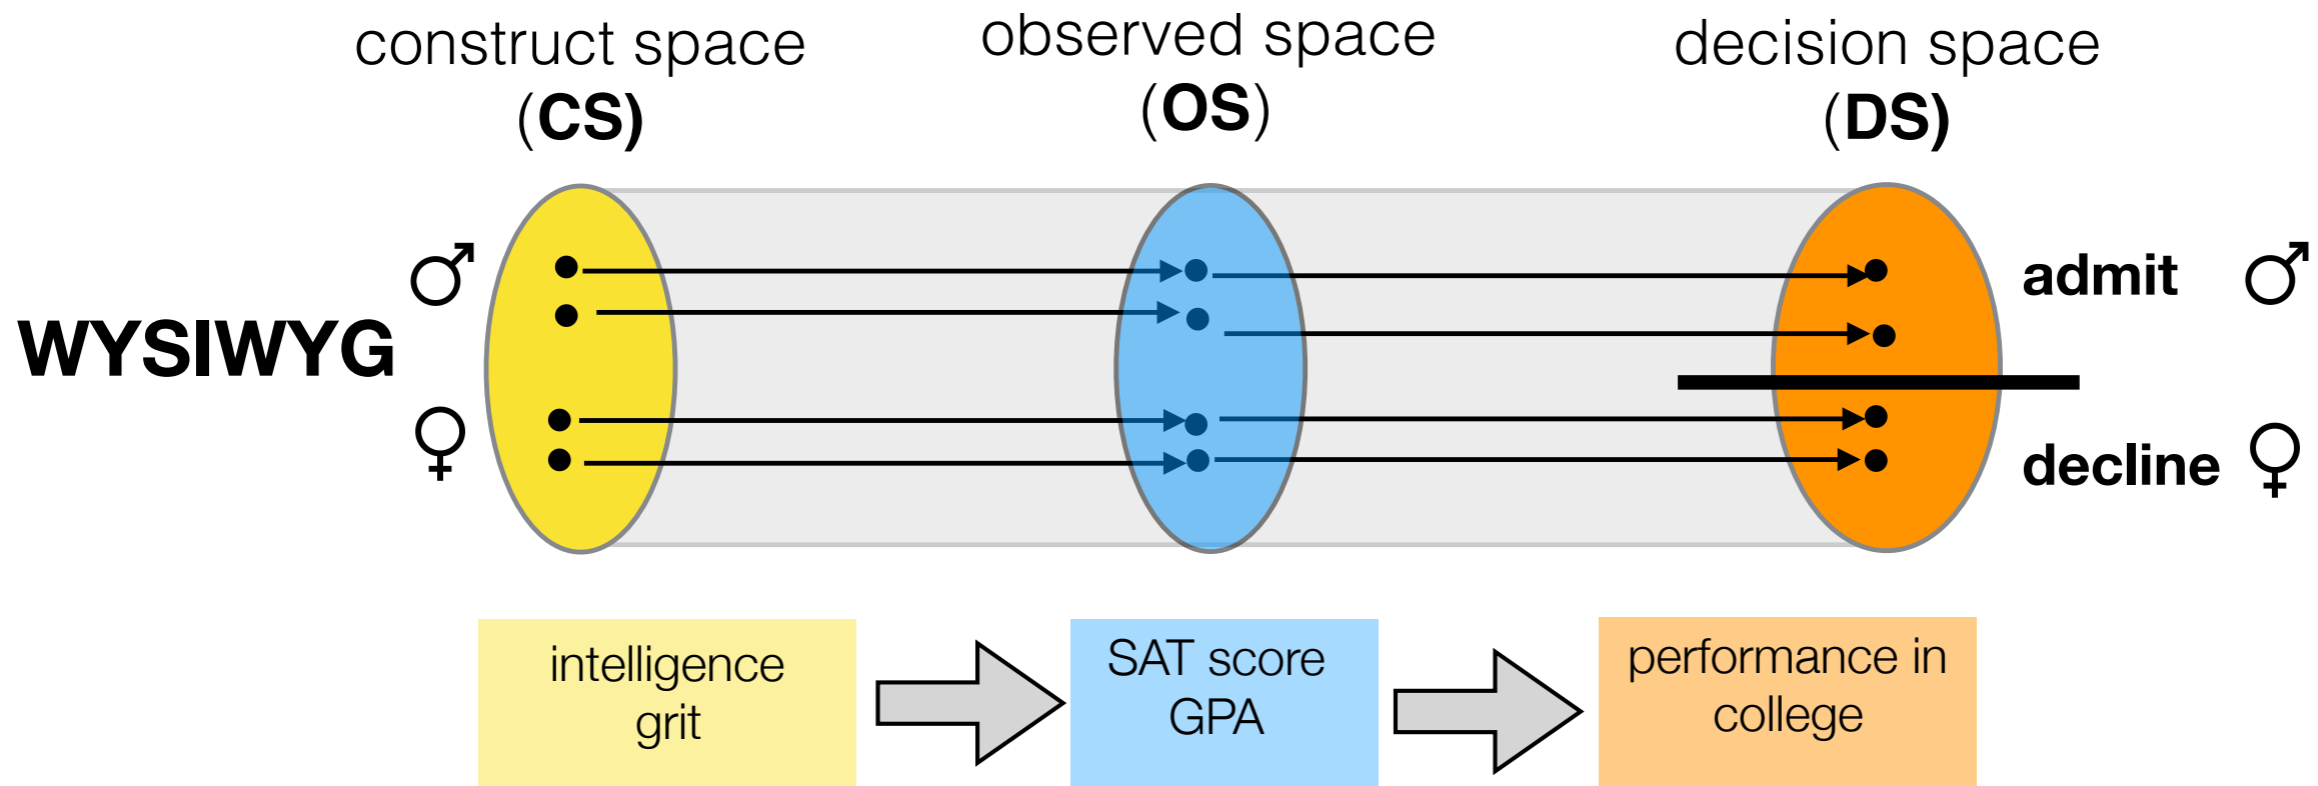 construct space
(CS)
observed space
(OS)
decision space
(DS)
WYSIWYG
♂
♀
admit ♂
decline ♀
intelligence
grit
SAT score
GPA
performance in
college